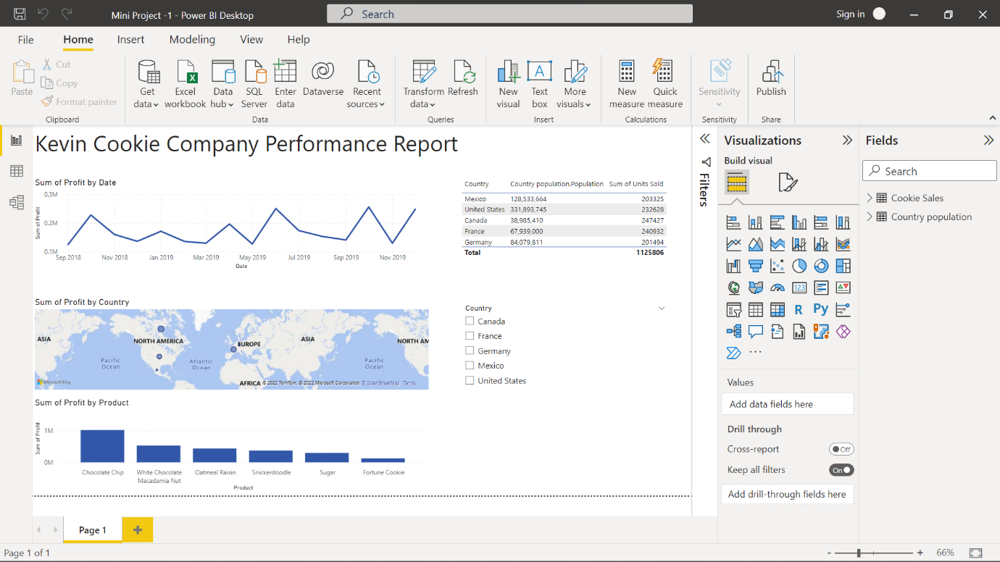 Mini Project -1 - Power BI Desktop
Search
Sign in
File Home Insert Modeling View Help
Paste
Cut
Copy
Format painter
Clipboard
Get data
Excel workbook
Data hub
SQL Server
Enter data
Dataverse
Recent sources
Data
Transform data
Refresh
Queries
New visual
Text box
More visuals
Insert
New measure
Quick measure
Calculations
Sensitivity
Sensitivity
Publish
Share
Kevin Cookie Company Performance Report
Sum of Profit by Date
Sum of Profit
0.3M
0.2M
0.1M
Sep 2018 Nov 2018 Jan 2019 Mar 2019 May 2019 Jul 2019 Sep 2019 Nov 2019
Date
Country Country population.Population Sum of Units Sold
Mexico 128,533,664 203325
United States 331,893,745 232628
Canada 38,985,410 247427
France 67,939,000 240932
Germany 84,079,811 201494
Total 1125806
Sum of Profit by Country
ASIA
NORTH AMERICA
EUROPE
ASIA
NORTH AM
Pacific
Ocean
Atlantic
Ocean
Pacific
Ocean
AFRICA
Microsoft Bing
© 2022 TomTom, © 2022 Microsoft Corporation, © OpenStreetMap Terms
Country
Canada
France
Germany
Mexico
United States
Sum of Profit by Product
Sum of Profit
1M
0M
Chocolate Chip
White Chocolate
Macadamia Nut
Oatmeal Raisin
Snickerdoodle
Sugar
Fortune Cookie
Product
Filters
Visualizations
Build visual
123
R
Py
Values
Add data fields here
Drill through
Cross-report Off
Keep all filters On
Add drill-through fields here
Fields
Search
Cookie Sales
Country population
Page 1
Page 1 of 1
- + 66%